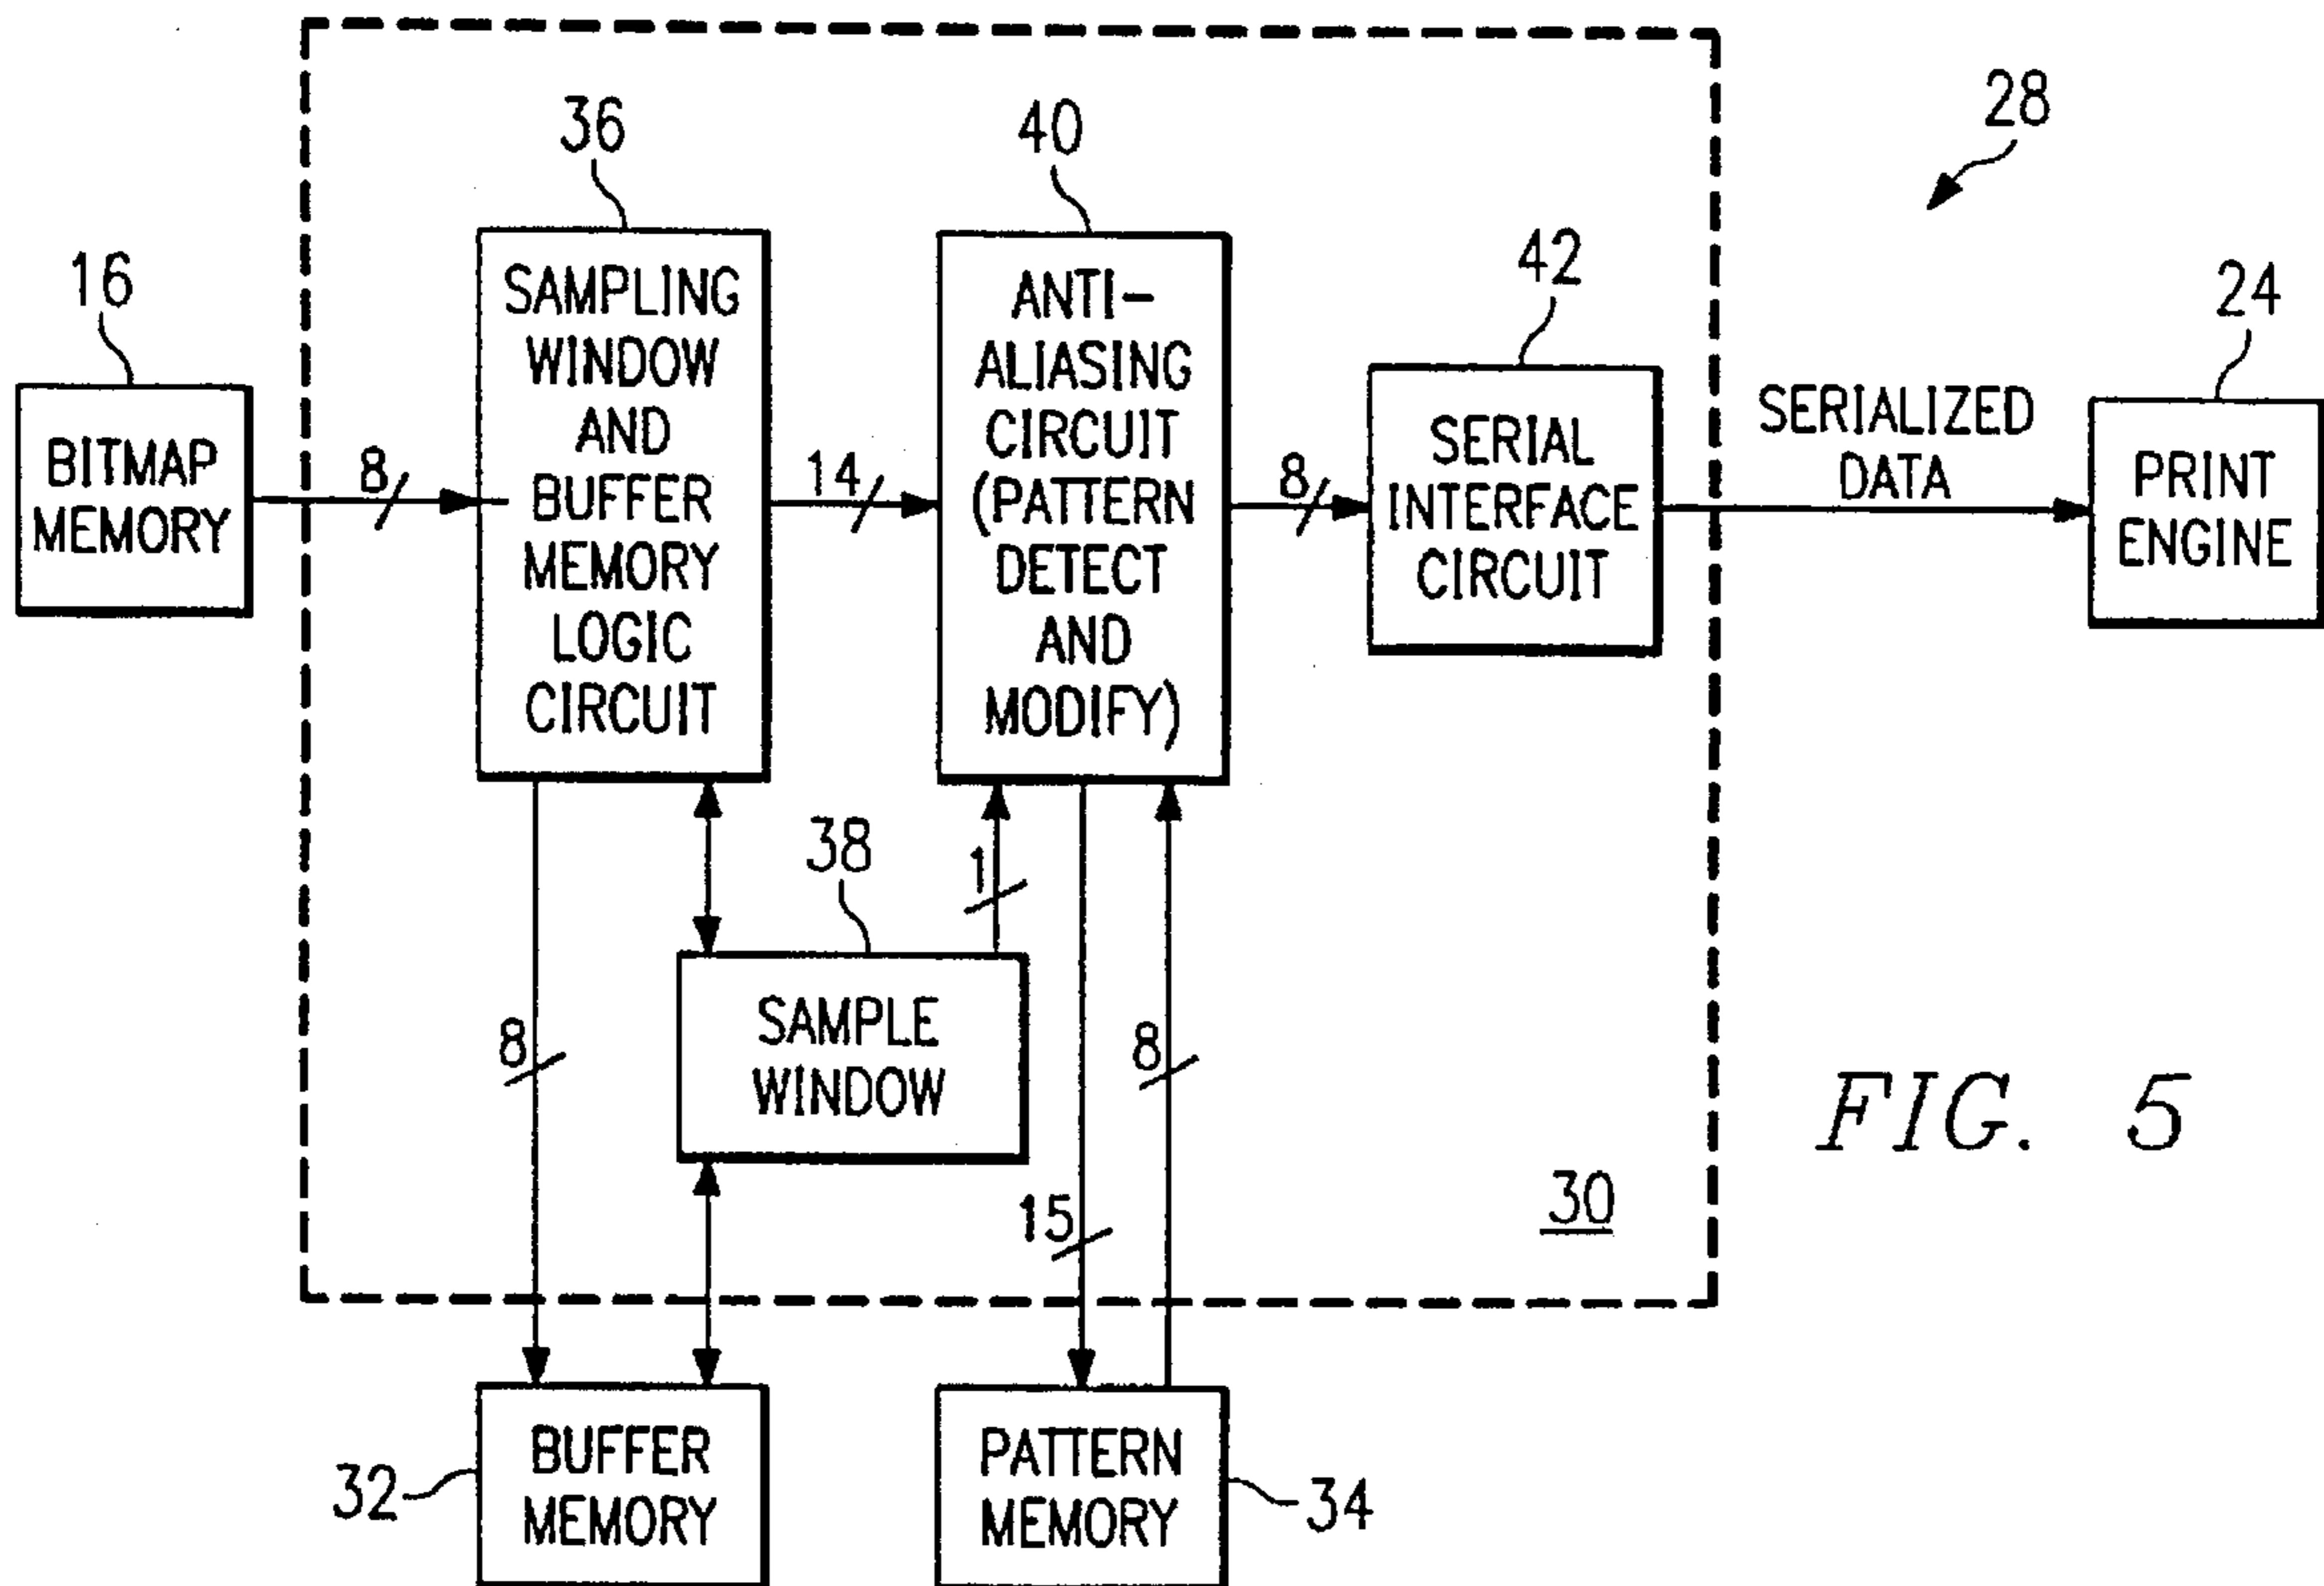 28
36
40
16
42
24
SAMPLING
WINDOW
AND
BUFFER
MEMORY
LOGIC
CIRCUIT
ANTI-
ALIASING
CIRCUIT
(PATTERN
DETECT
AND
MODIFY)
BITMAP
MEMORY
8
14
8
SERIAL
INTERFACE
CIRCUIT
SERIALIZED
DATA
PRINT
ENGINE
38
1
SAMPLE
WINDOW
8
8
15
30
FIG. 5
BUFFER
MEMORY
32
PATTERN
MEMORY
34